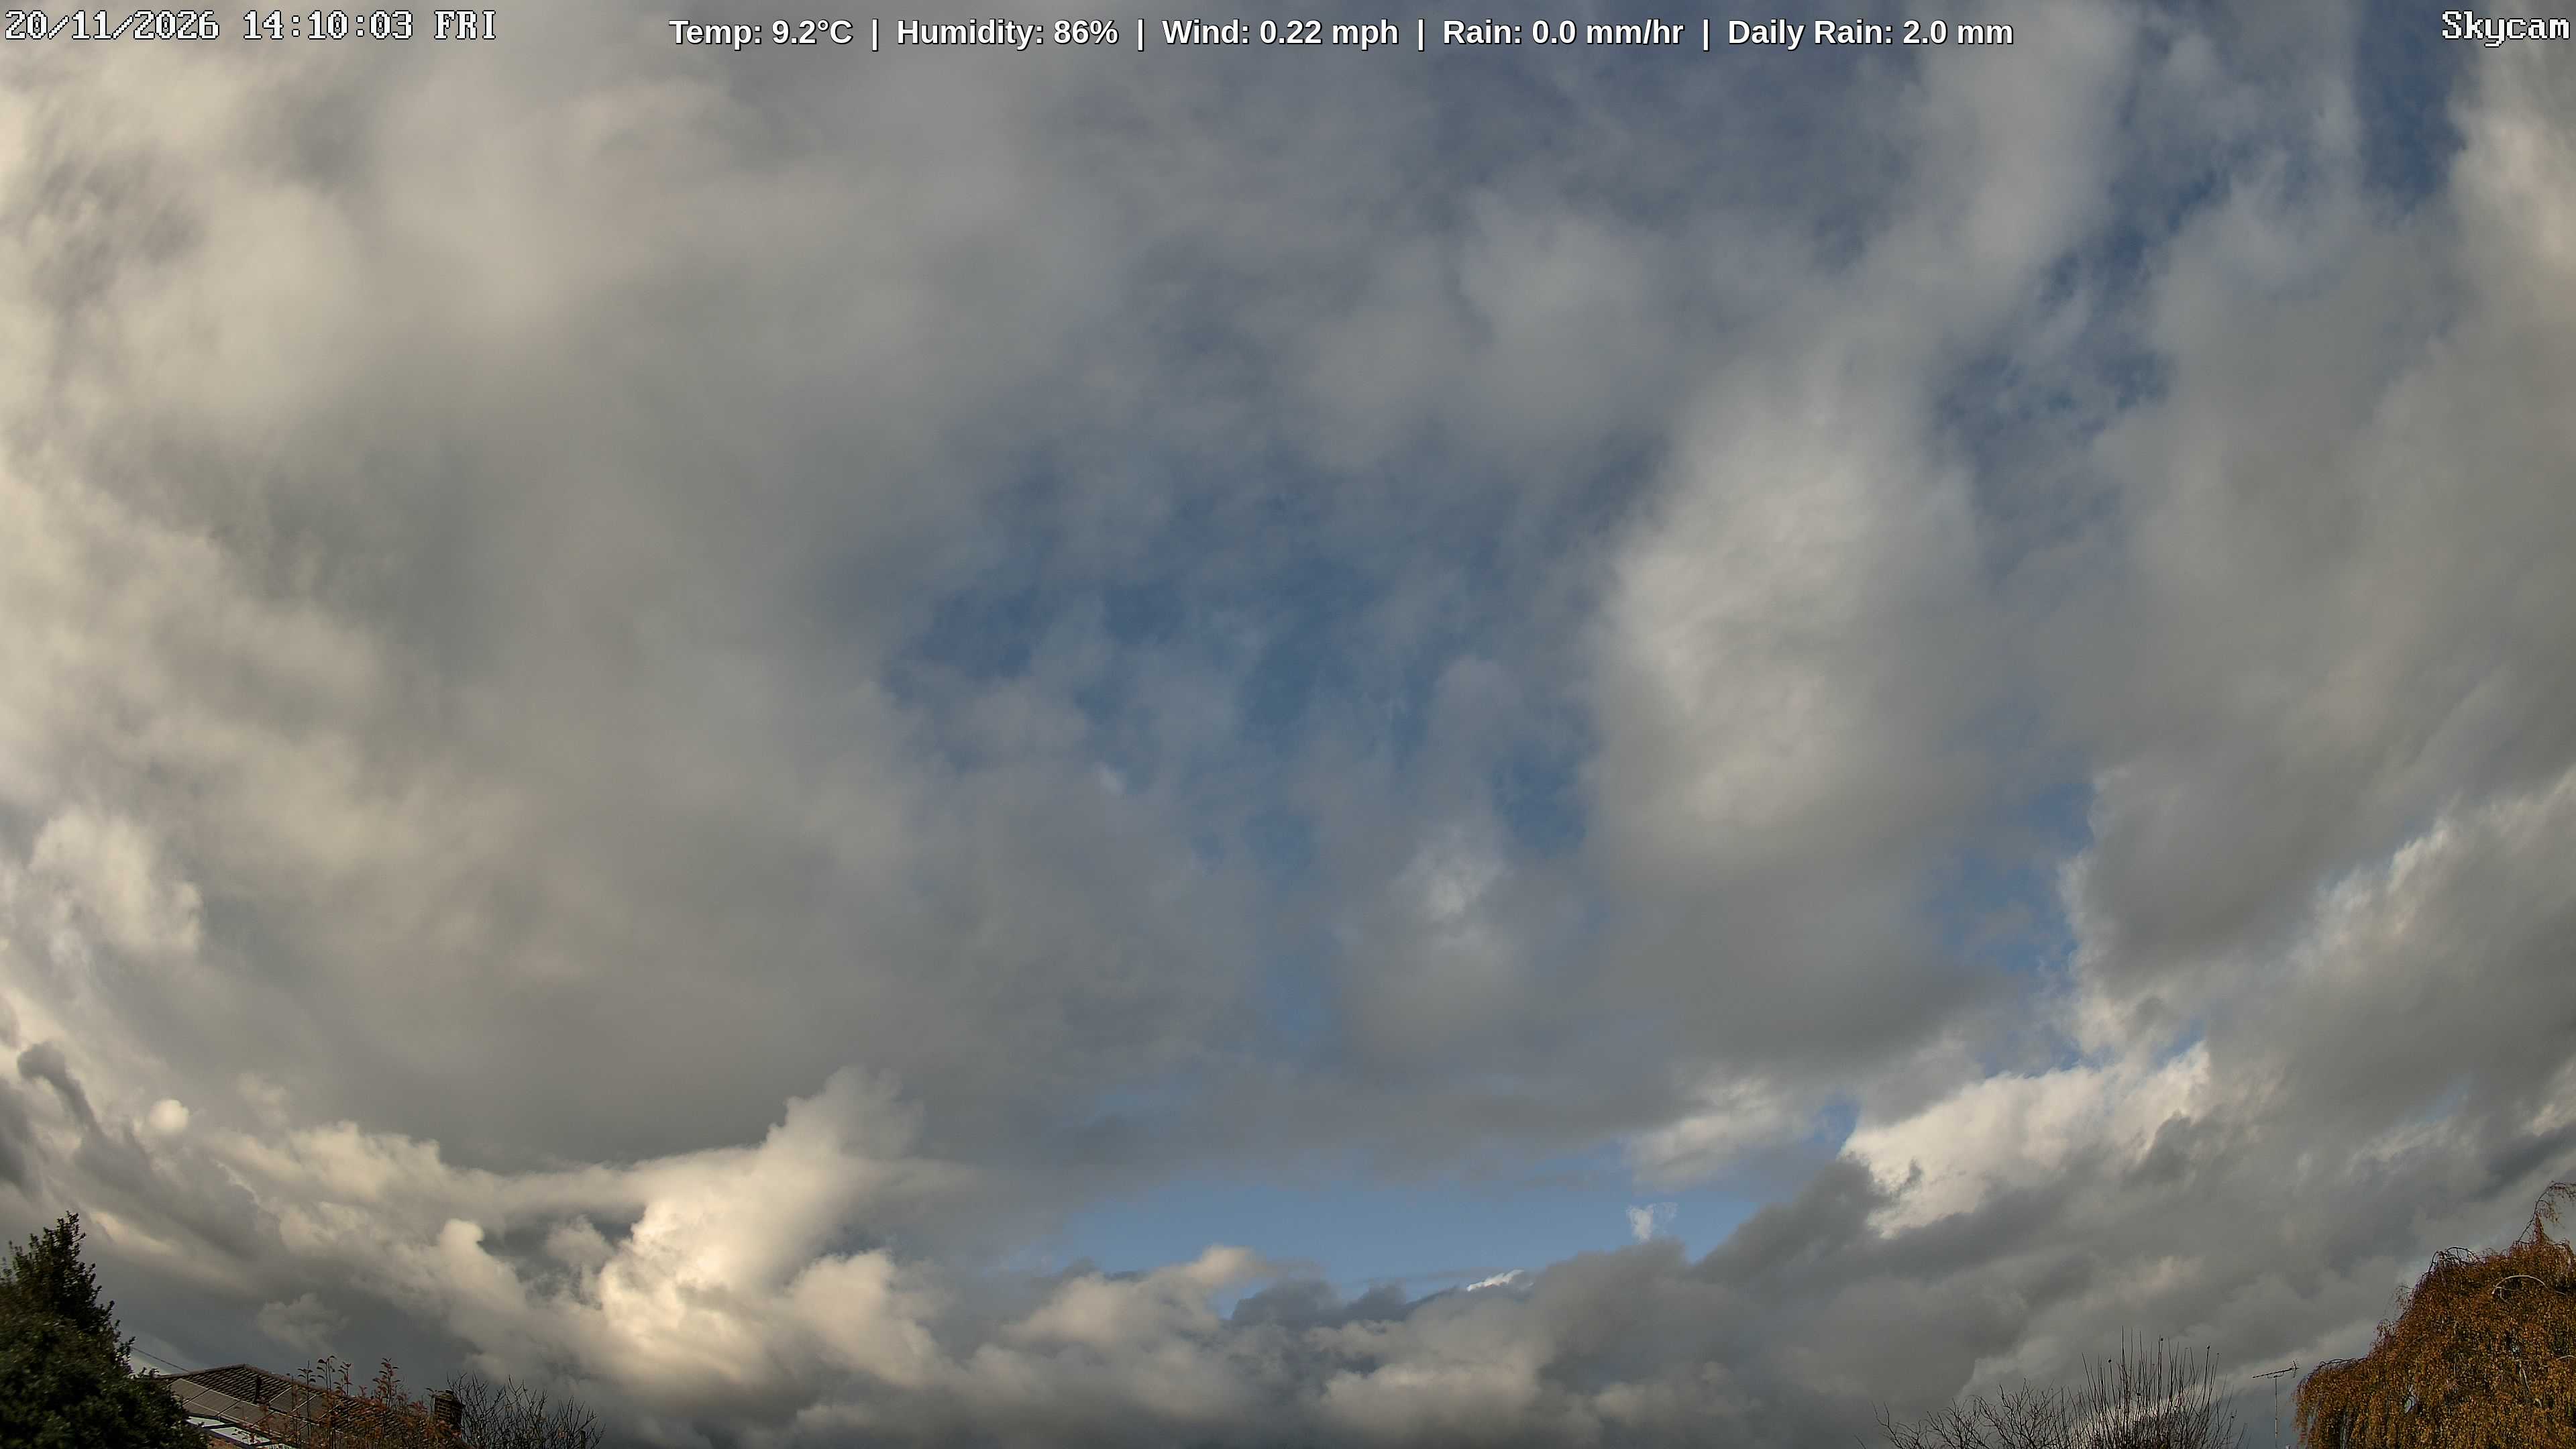 20/11/2026 14:10:03 FRI
Temp: 9.2°C | Humidity: 86% | Wind: 0.22 mph | Rain: 0.0 mm/hr | Daily Rain: 2.0 mm
Skycam